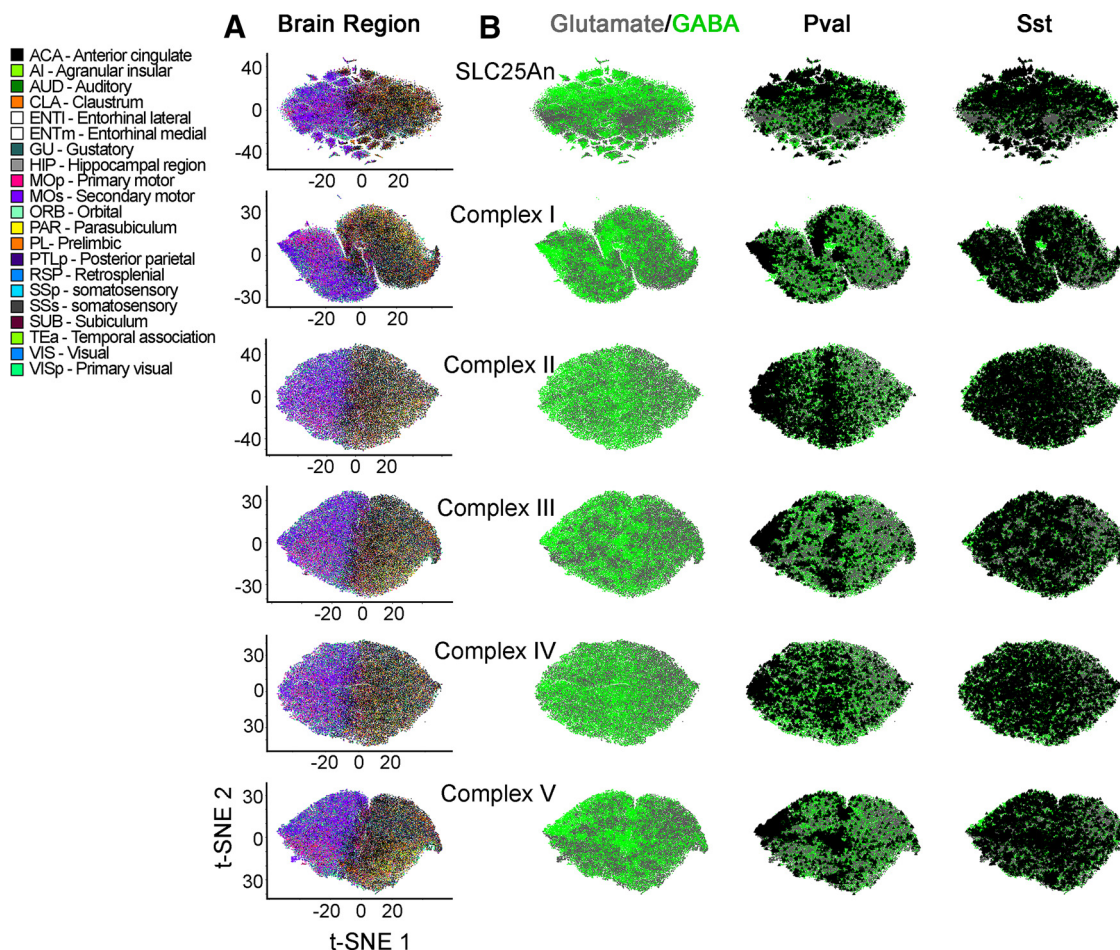 A Brain Region B Glutamate/GABA Pval Sst
ACA - Anterior cingulate
AI - Agranular insular
AUD - Auditory
CLA - Claustrum
ENTl - Entorhinal lateral
ENTm - Entorhinal medial
GU - Gustatory
HIP - Hippocampal region
MOp - Primary motor
MOs - Secondary motor
ORB - Orbital
PAR - Parasubiculum
PL- Prelimbic
PTLp - Posterior parietal
RSP - Retrosplenial
SSp - somatosensory
SSs - somatosensory
SUB - Subiculum
TEa - Temporal association
VIS - Visual
VISp - Primary visual
SLC25An
40
0
-40
-20 0 20
Complex I
30
0
-30
-20 0 20
Complex II
40
0
-40
-20 0 20
Complex III
30
0
-30
-20 0 20
Complex IV
30
0
30
-20 0 20
Complex V
30
0
30
-20 0 20
t-SNE 2
t-SNE 1